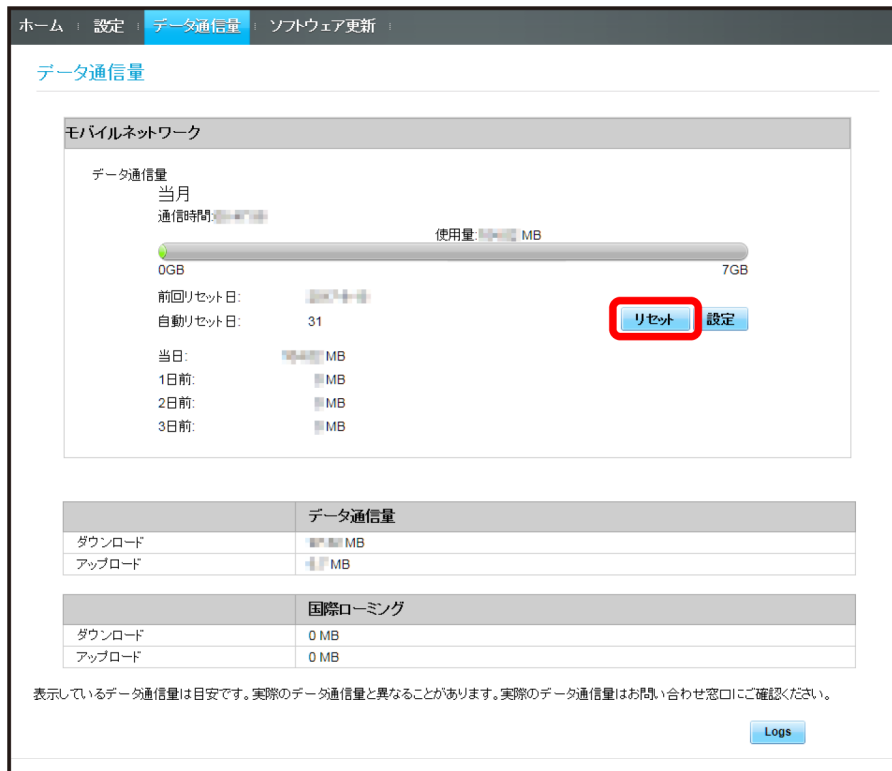 ホーム 設定 データ通信量 ソフトウェア更新
データ通信量
モバイルネットワーク
データ通信量
当月
通信時間:
使用量: MB
0GB 7GB
前回リセット日:
自動リセット日: 31
リセット 設定
当日: MB
1日前: MB
2日前: MB
3日前: MB
データ通信量
ダウンロード MB
アップロード MB
国際ローミング
ダウンロード 0 MB
アップロード 0 MB
表示しているデータ通信量は目安です。実際のデータ通信量と異なることがあります。実際のデータ通信量はお問い合わせ窓口にご確認ください。
Logs